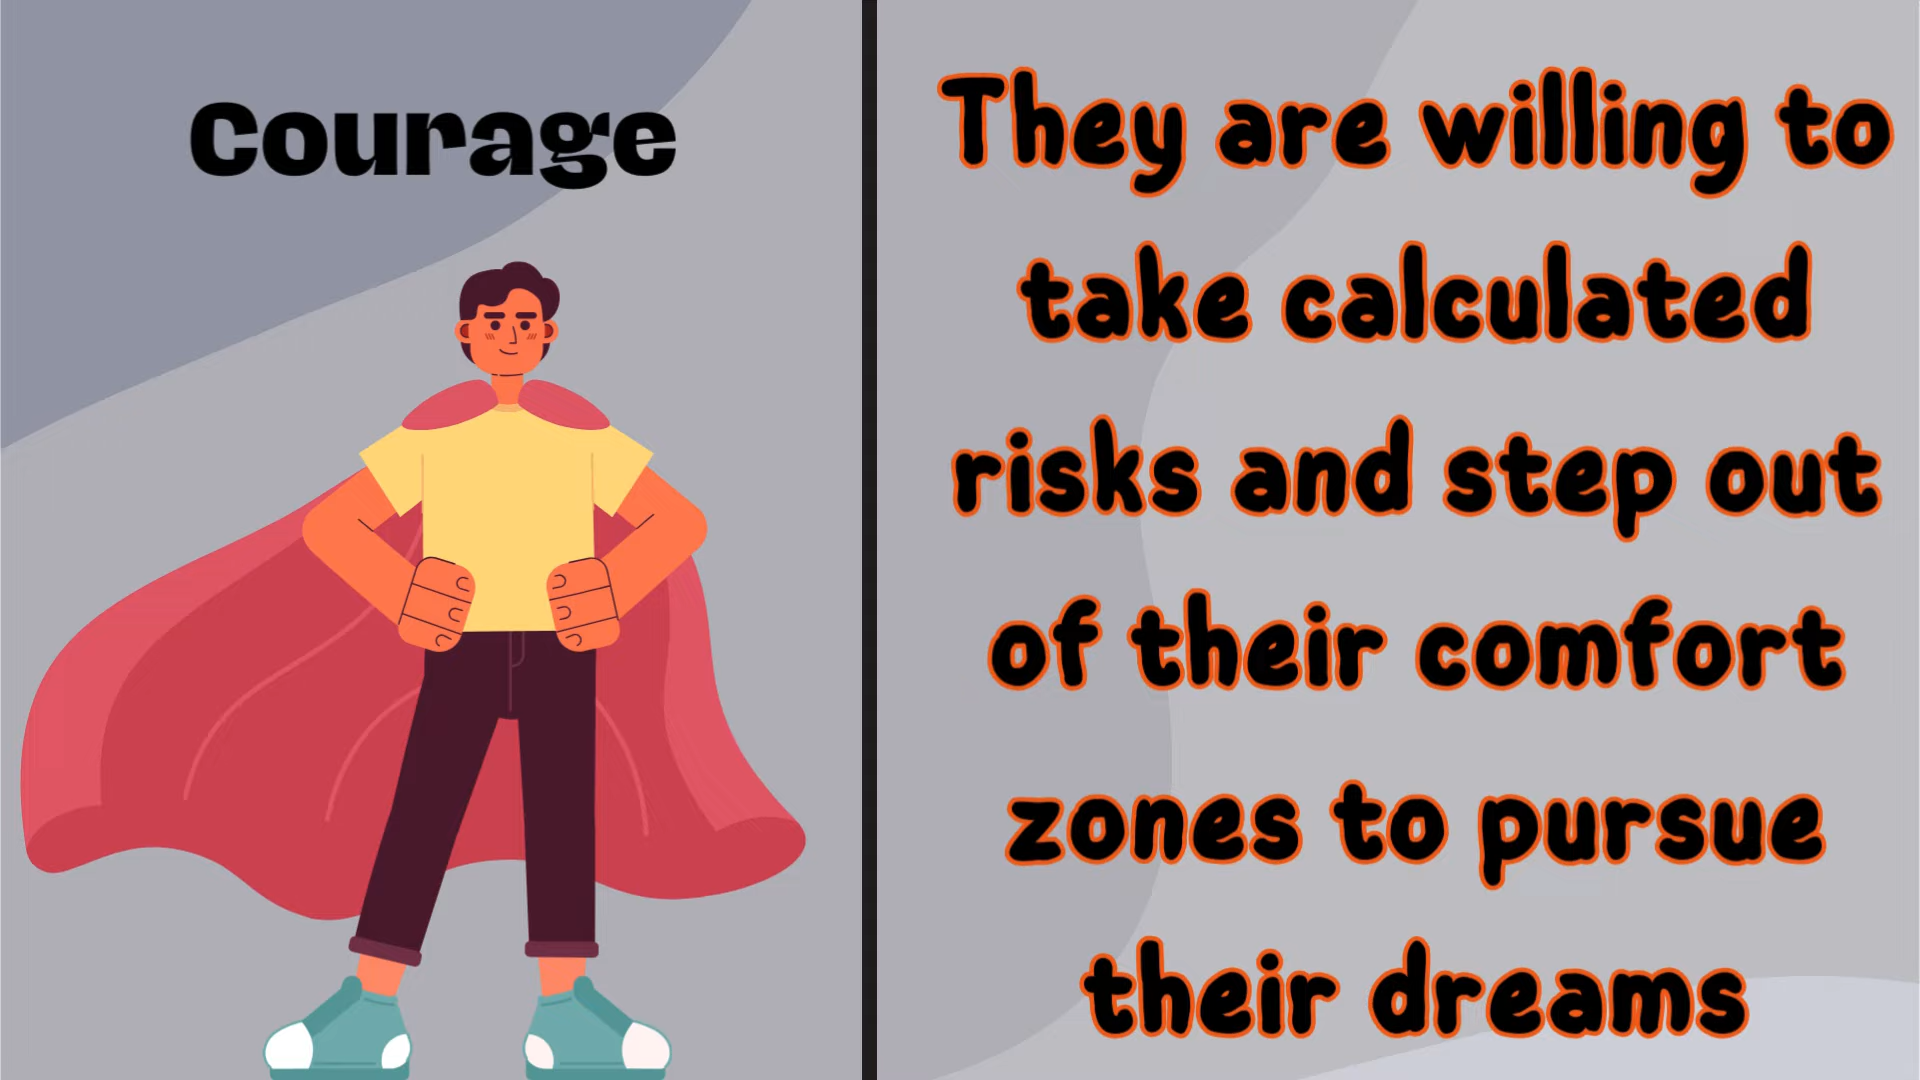 Courage
They are willing to
take calculated
risks and step out
of their comfort
zones to pursue
their dreams